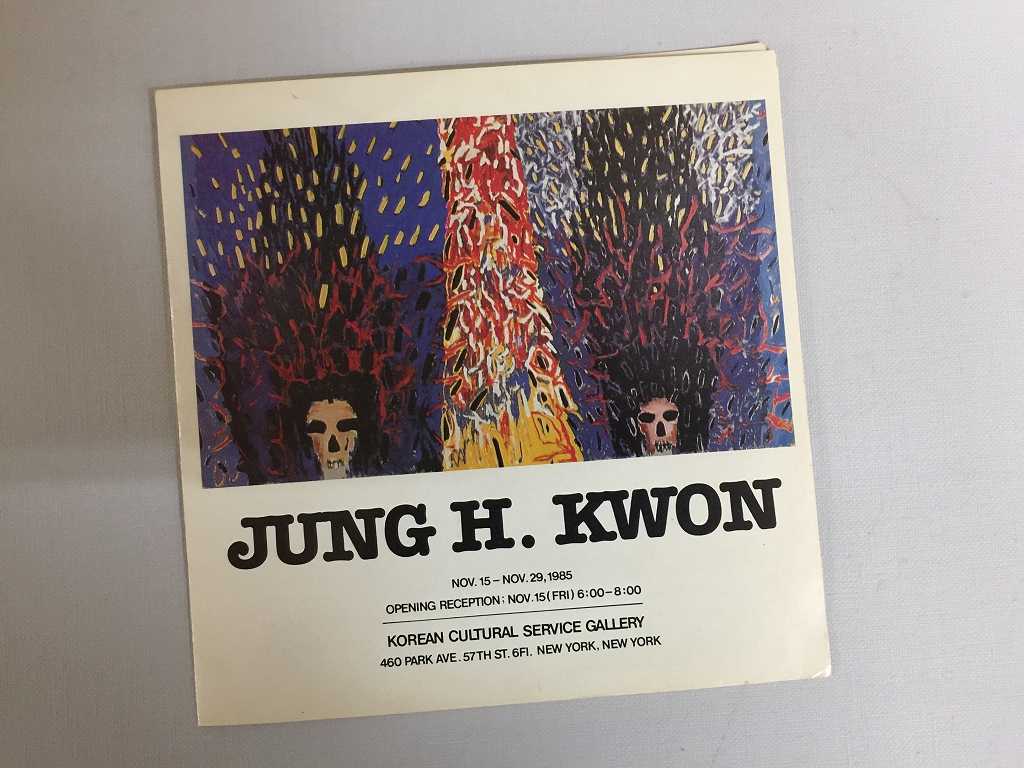 JUNG H. KWON
NOV. 15 – NOV. 29, 1985
OPENING RECEPTION: NOV. 15 (FRI) 6:00–8:00
KOREAN CULTURAL SERVICE GALLERY
460 PARK AVE. 57TH ST. 6Fl. NEW YORK, NEW YORK